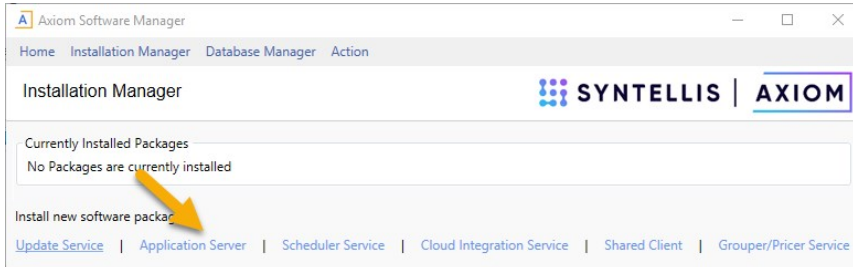 A Axiom Software Manager
Home Installation Manager Database Manager Action
Installation Manager
SYNTELLIS | AXIOM
Currently Installed Packages
No Packages are currently installed
Install new software packag
Update Service | Application Server | Scheduler Service | Cloud Integration Service | Shared Client | Grouper/Pricer Service